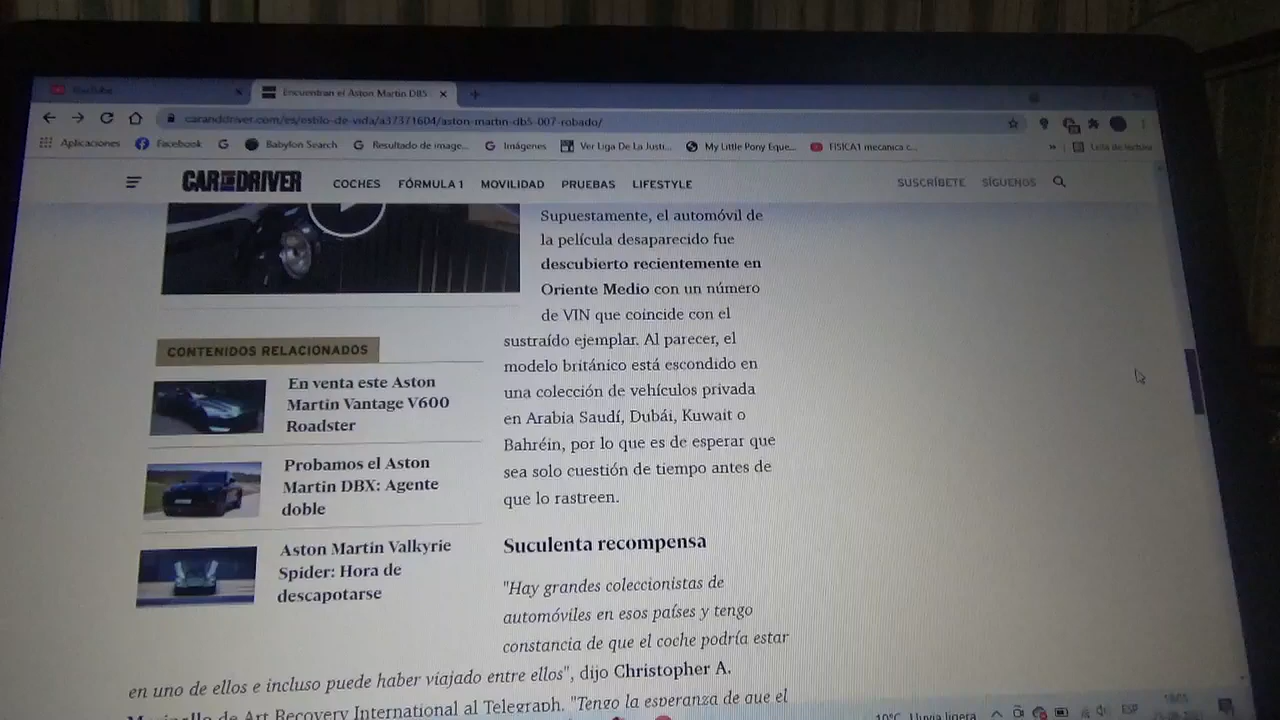 YouTube
Encuentran el Aston Martin DB5
caranddriver.com/es/estilo-de-vida/a37371604/aston-martin-db5-007-robado/
Aplicaciones
Facebook
Babylon Search
Resultado de image...
Imágenes
Ver Liga De La Justi...
My Little Pony Eque...
FISICA1 mecanica c...
Lista de lectura
CAR AND DRIVER
COCHES
FÓRMULA 1
MOVILIDAD
PRUEBAS
LIFESTYLE
SUSCRÍBETE
SÍGUENOS
Supuestamente, el automóvil de
la película desaparecido fue
descubierto recientemente en
Oriente Medio con un número
de VIN que coincide con el
sustraído ejemplar. Al parecer, el
modelo británico está escondido en
una colección de vehículos privada
en Arabia Saudí, Dubái, Kuwait o
Bahréin, por lo que es de esperar que
sea solo cuestión de tiempo antes de
que lo rastreen.
CONTENIDOS RELACIONADOS
En venta este Aston
Martin Vantage V600
Roadster
Probamos el Aston
Martin DBX: Agente
doble
Aston Martin Valkyrie
Spider: Hora de
descapotarse
Suculenta recompensa
"Hay grandes coleccionistas de
automóviles en esos países y tengo
constancia de que el coche podría estar
en uno de ellos e incluso puede haber viajado entre ellos", dijo Christopher A.
de Art Recovery International al Telegraph. "Tengo la esperanza de que el
10°C Lluvia ligera
ESP